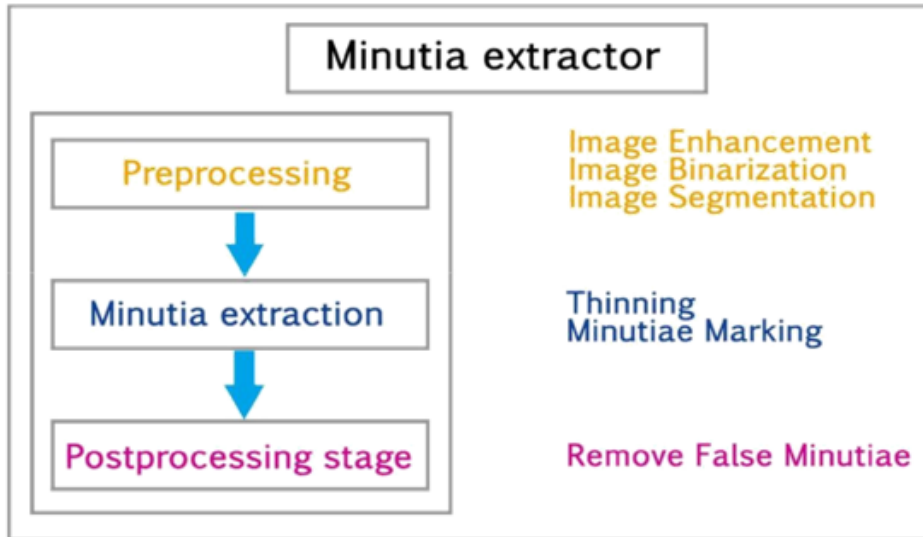 Minutia extractor
Preprocessing
Image Enhancement
Image Binarization
Image Segmentation
Minutia extraction
Thinning
Minutiae Marking
Postprocessing stage
Remove False Minutiae